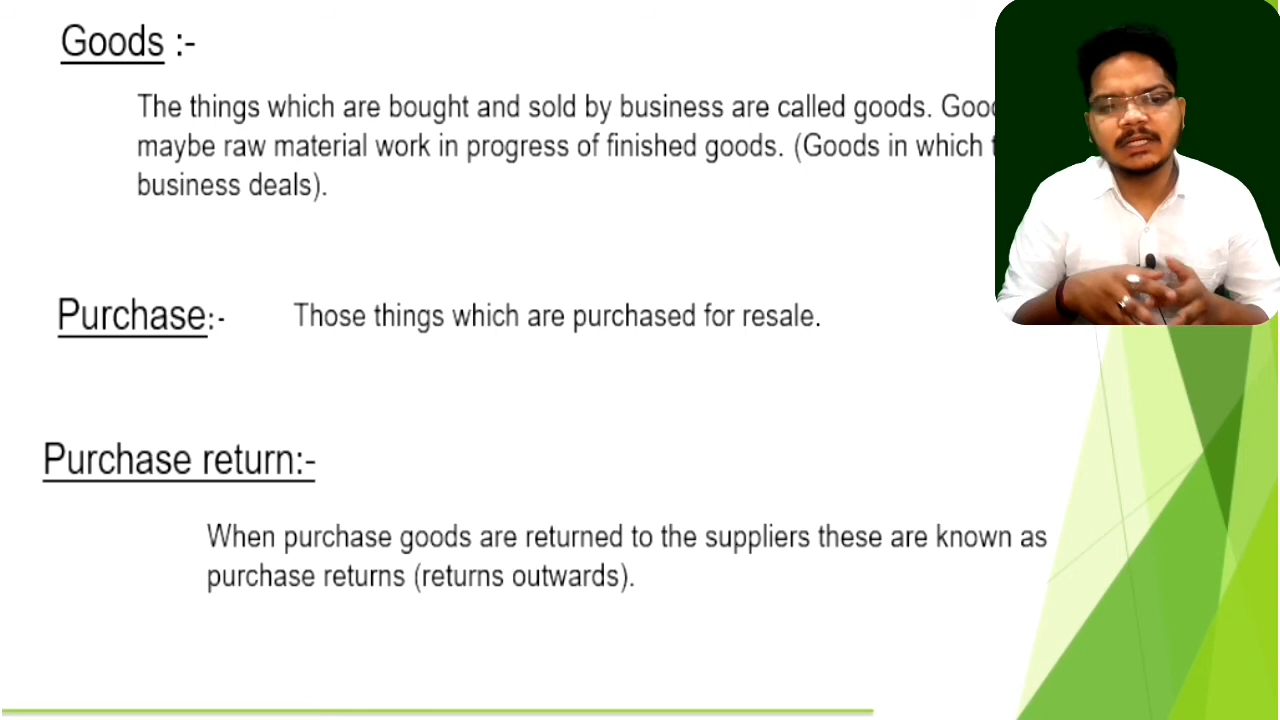 Goods :-
The things which are bought and sold by business are called goods.
maybe raw material work in progress of finished goods. (Goods in which
business deals).
Purchase:- Those things which are purchased for resale.
Purchase return:-
When purchase goods are returned to the suppliers these are known as
purchase returns (returns outwards).